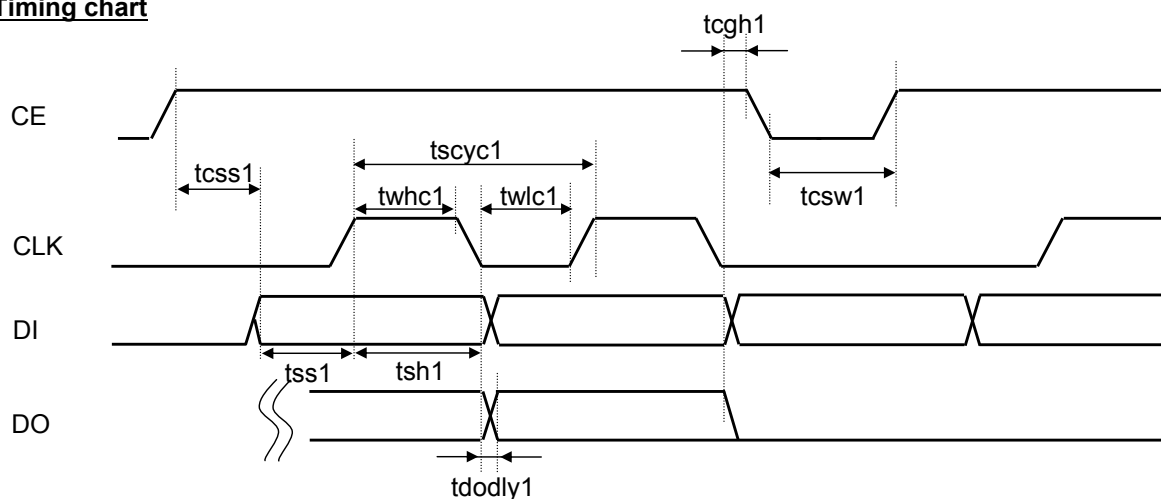 Timing chart
tcgh1
CE
tscyc1
tcss1
twhc1
twlc1
tcsw1
CLK
DI
tss1
tsh1
DO
tdodly1